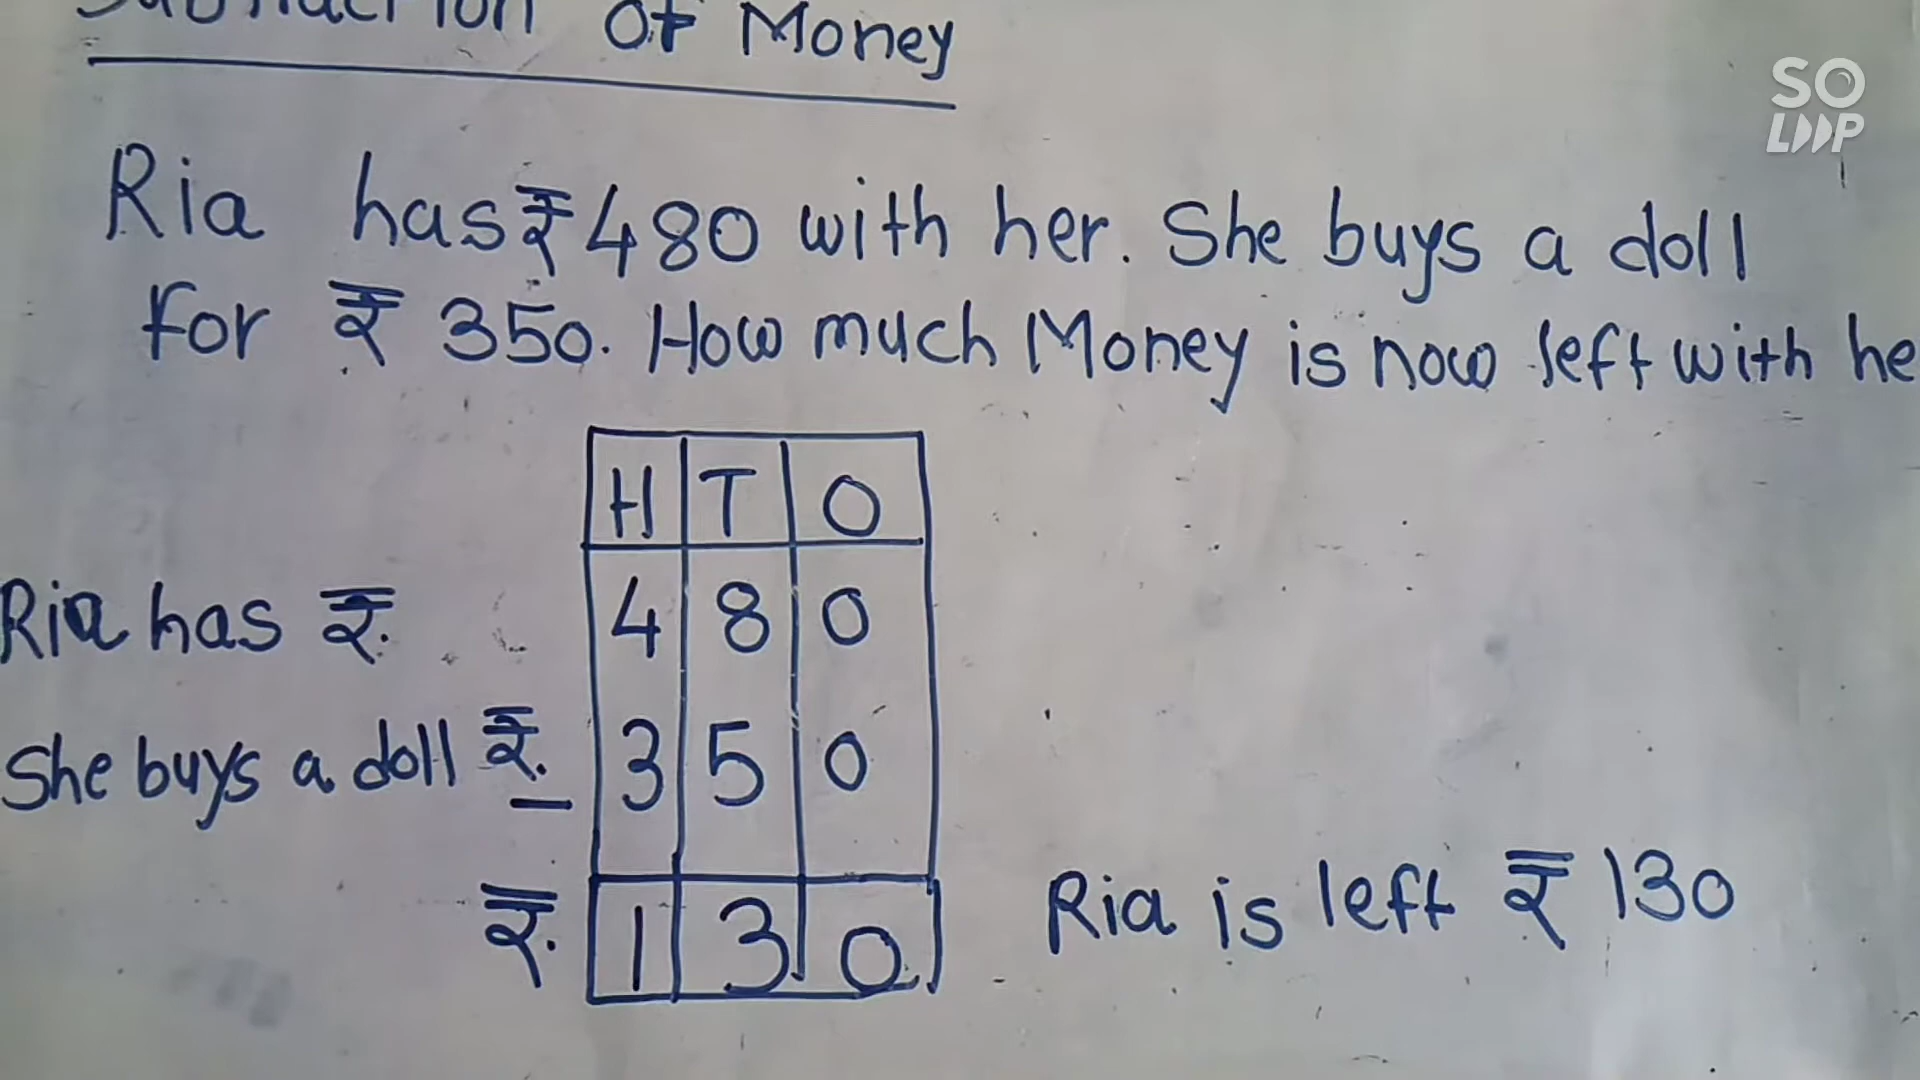 Subtraction Of Money
Ria has ₹ 480 with her. She buys a doll
for ₹ 350. How much Money is now left with he
H T O
Ria has ₹. 4 8 0
She buys a doll ₹. 3 5 0
—
₹. 1 3 0
Ria is left ₹ 130
SO
LOOP